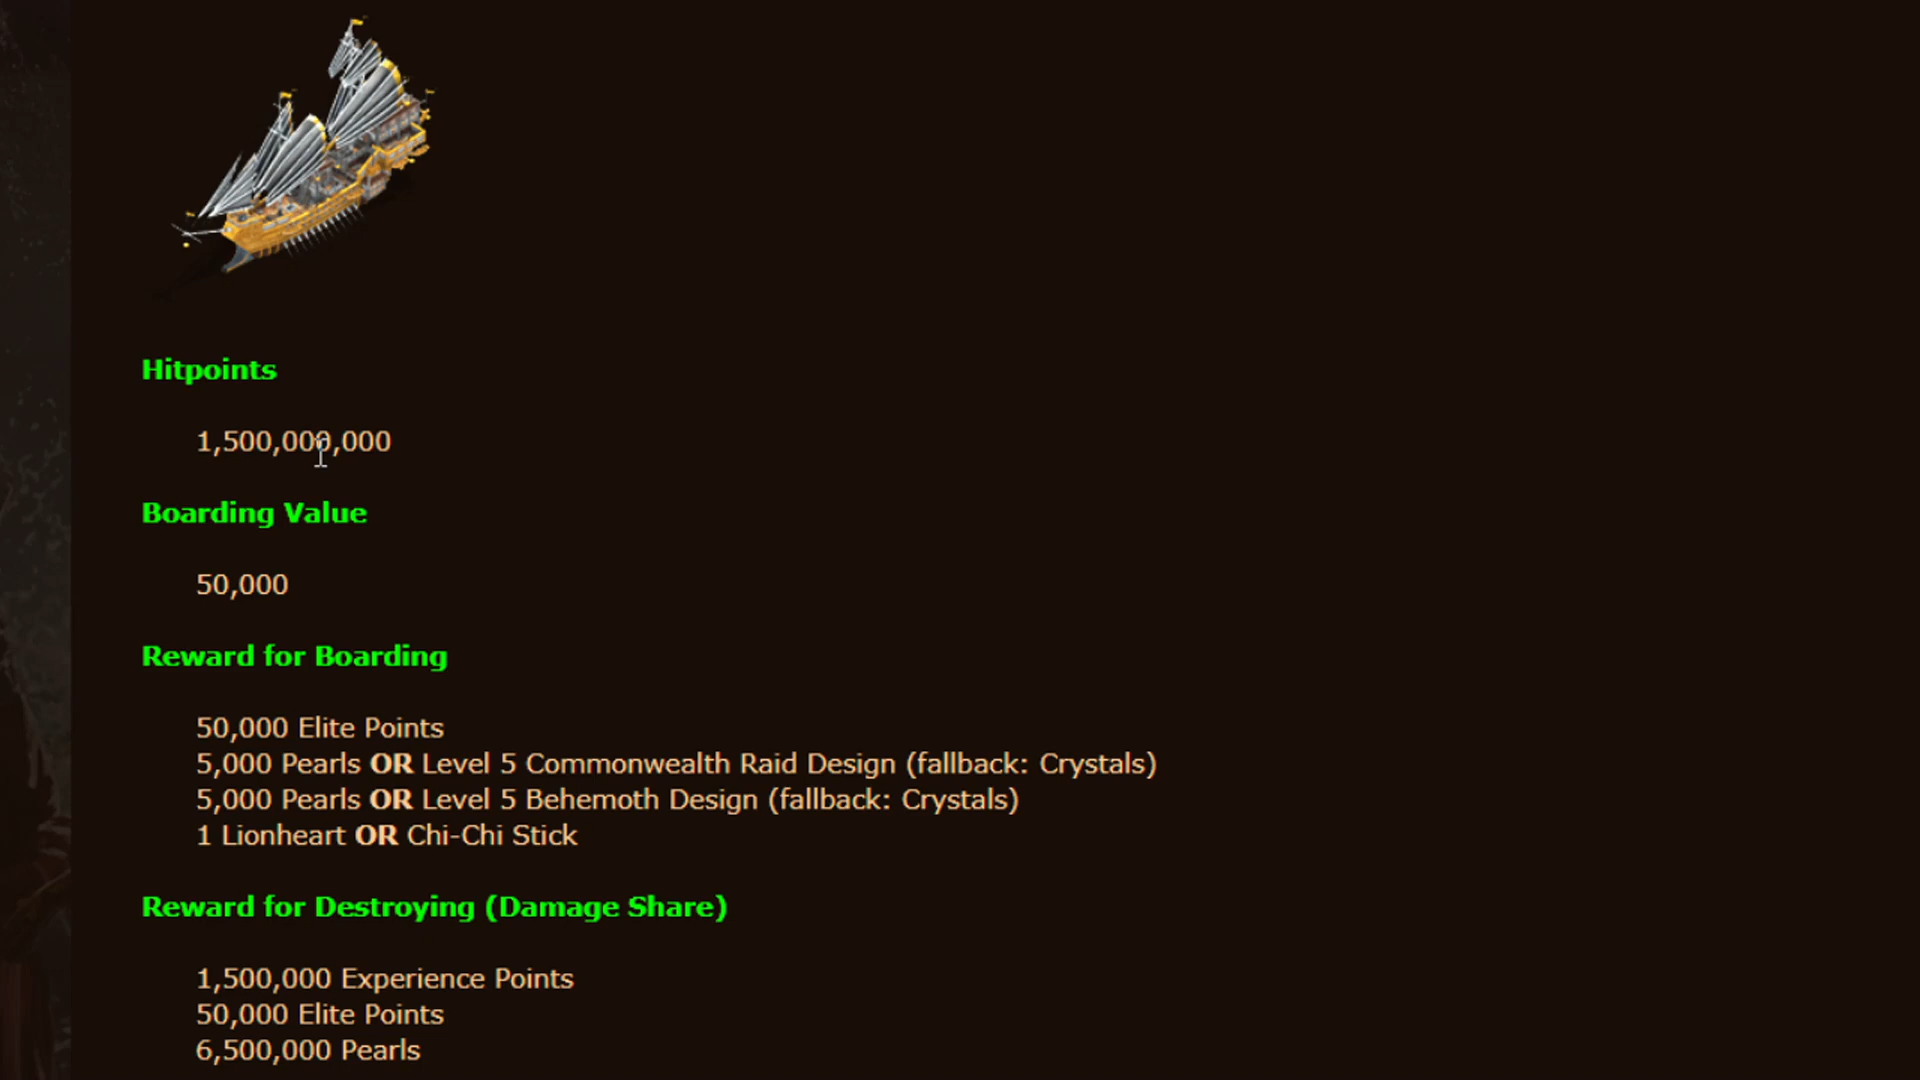 Hitpoints
1,500,000,000
Boarding Value
50,000
Reward for Boarding
50,000 Elite Points
5,000 Pearls OR Level 5 Commonwealth Raid Design (fallback: Crystals)
5,000 Pearls OR Level 5 Behemoth Design (fallback: Crystals)
1 Lionheart OR Chi-Chi Stick
Reward for Destroying (Damage Share)
1,500,000 Experience Points
50,000 Elite Points
6,500,000 Pearls